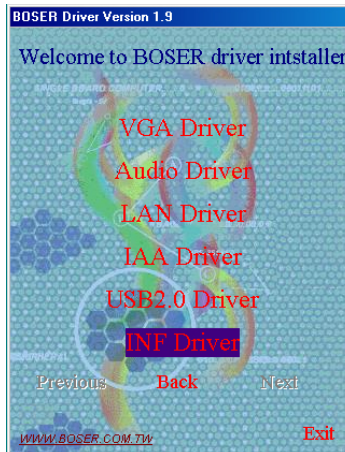 BOSER Driver Version 1.9
Welcome to BOSER driver intstaller
VGA Driver
Audio Driver
LAN Driver
IAA Driver
USB2.0 Driver
INF Driver
Previous Back Next
WWW.BOSER.COM.TW
Exit